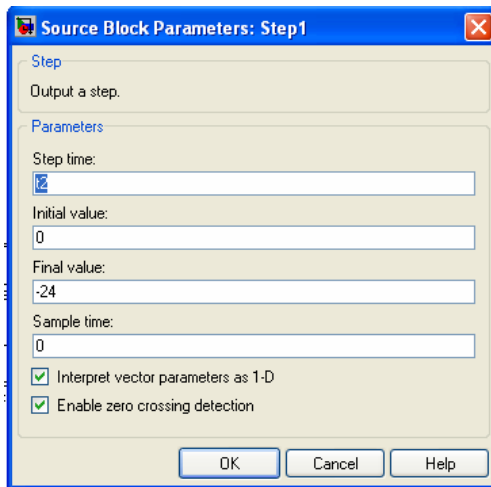 Source Block Parameters: Step1
Step
Output a step.
Parameters
Step time:
t2
Initial value:
0
Final value:
-24
Sample time:
0
Interpret vector parameters as 1-D
Enable zero crossing detection
OK Cancel Help